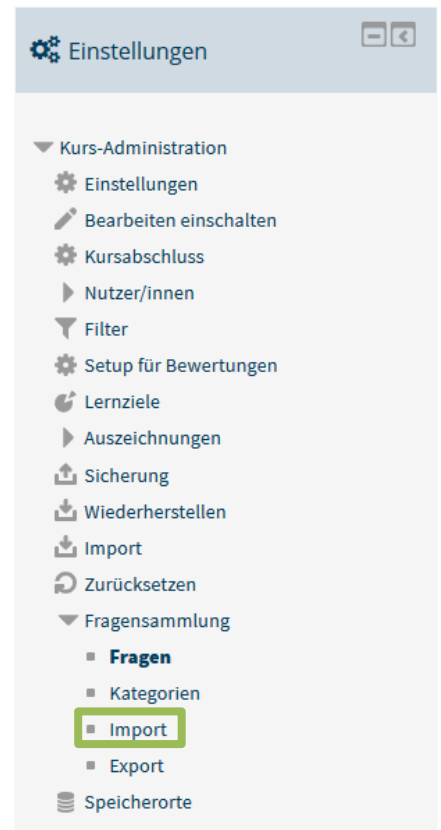 Einstellungen
Kurs-Administration
Einstellungen
Bearbeiten einschalten
Kursabschluss
Nutzer/innen
Filter
Setup für Bewertungen
Lernziele
Auszeichnungen
Sicherung
Wiederherstellen
Import
Zurücksetzen
Fragensammlung
Fragen
Kategorien
Import
Export
Speicherorte